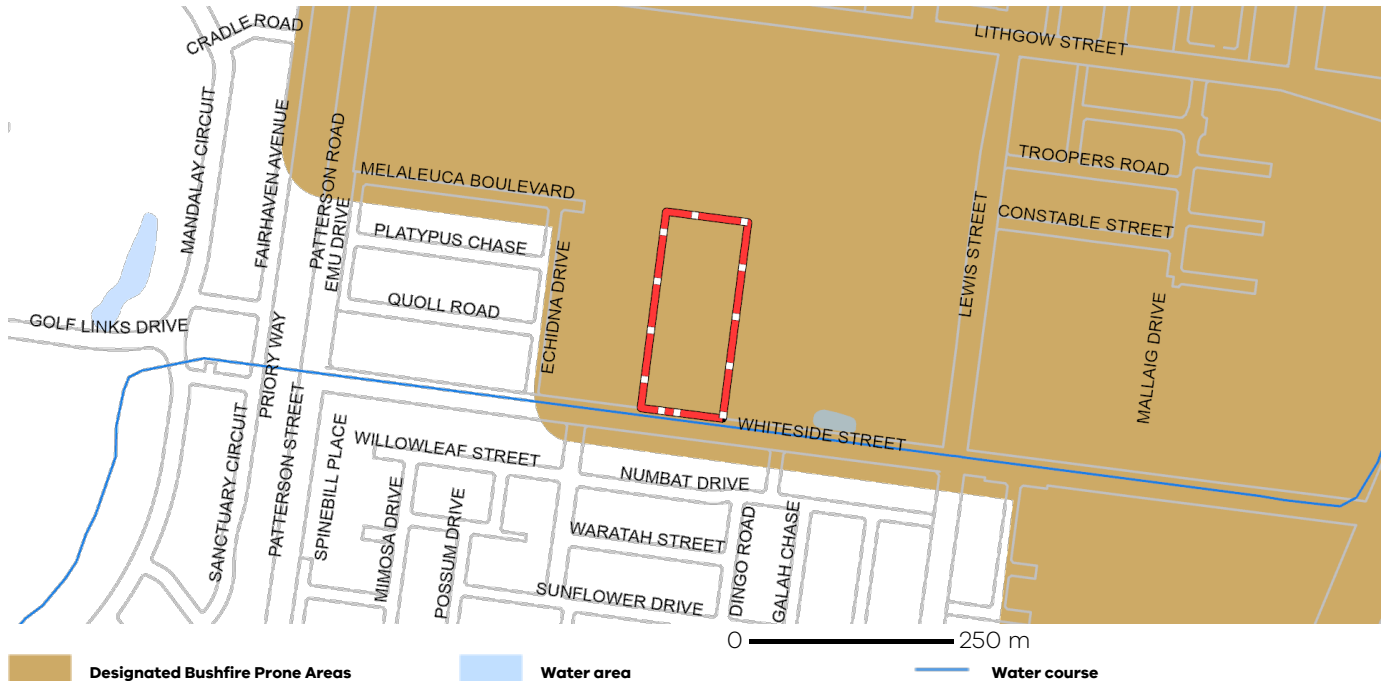 CRADLE ROAD
LITHGOW STREET
MANDALAY CIRCUIT
FAIRHAVEN AVENUE
PATTERSON ROAD
EMU DRIVE
MELALEUCA BOULEVARD
TROOPERS ROAD
CONSTABLE STREET
PLATYPUS CHASE
QUOLL ROAD
ECHIDNA DRIVE
LEWIS STREET
MALLAIG DRIVE
GOLF LINKS DRIVE
PRIORY WAY
PATTERSON STREET
SANCTUARY CIRCUIT
SPINEBILL PLACE
WILLOWLEAF STREET
WHITESIDE STREET
NUMBAT DRIVE
MIMOSA DRIVE
POSSUM DRIVE
WARATAH STREET
DINGO ROAD
GALAH CHASE
SUNFLOWER DRIVE
0 250 m
Designated Bushfire Prone Areas Water area Water course